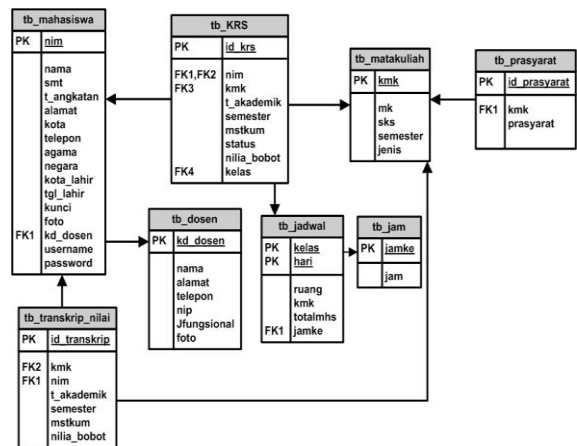 tb_mahasiswa
PK nim
nama
smt
t_angkatan
alamat
kota
telepon
agama
negara
kota_lahir
tgl_lahir
kunci
foto
FK1 kd_dosen
username
password
tb_KRS
PK id_krs
FK1,FK2 nim
FK3 kmk
t_akademik
semester
mstkum
status
nilia_bobot
FK4 kelas
tb_matakuliah
PK kmk
mk
sks
semester
jenis
tb_prasyarat
PK id_prasyarat
FK1 kmk
prasyarat
tb_dosen
PK kd_dosen
nama
alamat
telepon
nip
Jfungsional
foto
tb_jadwal
PK kelas
PK hari
ruang
kmk
totalmhs
FK1 jamke
tb_jam
PK jamke
jam
tb_transkrip_nilai
PK id_transkrip
FK2 kmk
FK1 nim
t_akademik
semester
mstkum
nilia_bobot